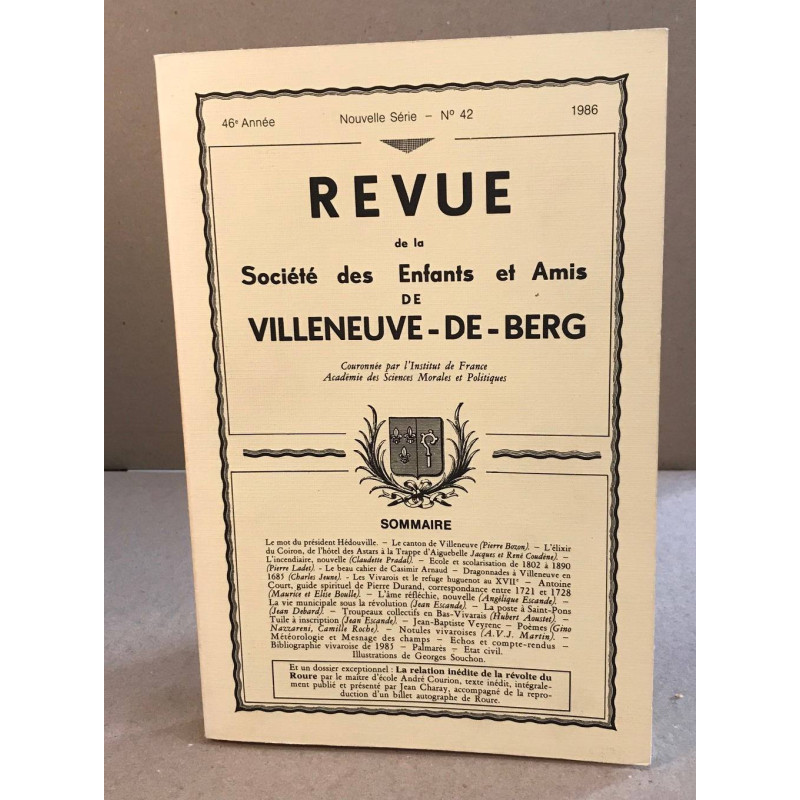 46e Année Nouvelle Série – No 42 1986
REVUE
de la
Société des Enfants et Amis
DE
VILLENEUVE-DE-BERG
Couronnée par l'Institut de France
Académie des Sciences Morales et Politiques
SOMMAIRE
Le mot du président Hédouville. – Le canton de Villeneuve (Pierre Bozon). – L'élixir
du Coiron, de l'hôtel des Astars à la Trappe d'Aiguebelle Jacques et René Coudène).
L'incendiaire, nouvelle (Claudette Pradal). – Ecole et scolarisation de 1802 à 1890
(Pierre Ladet). - Le beau cahier de Casimir Arnaud – Dragonnades à Villeneuve en
1685 (Charles Jeune). - Les Vivarois et le refuge huguenot au XVIIe – Antoine
Court, guide spirituel de Pierre Durand, correspondance entre 1721 et 1728
(Maurice et Elise Boulle). – L'âme réfléchie, nouvelle (Angélique Escande). –
La vie municipale sous la révolution (Jean Escande). – La poste à Saint-Pons
(Jean Debard). – Troupeaux collectifs en Bas-Vivarais (Hubert Aoustet). –
Tuile à inscription (Jean Escande). – Jean-Baptiste Veyrenc – Poèmes (Gino
Nazzareni, Camille Roche). – Notules vivaroises (A.V.J. Martin). –
Météorologie et Mesnage des champs – Echos et compte-rendus –
Bibliographie vivaroise de 1985 – Palmarès – Etat civil.
Illustrations de Georges Souchon.
Et un dossier exceptionnel : La relation inédite de la révolte du
Roure par le maître d'école André Courion, texte inédit, intégrale-
ment publié et présenté par Jean Charay, accompagné de la repro-
duction d'un billet autographe de Roure.